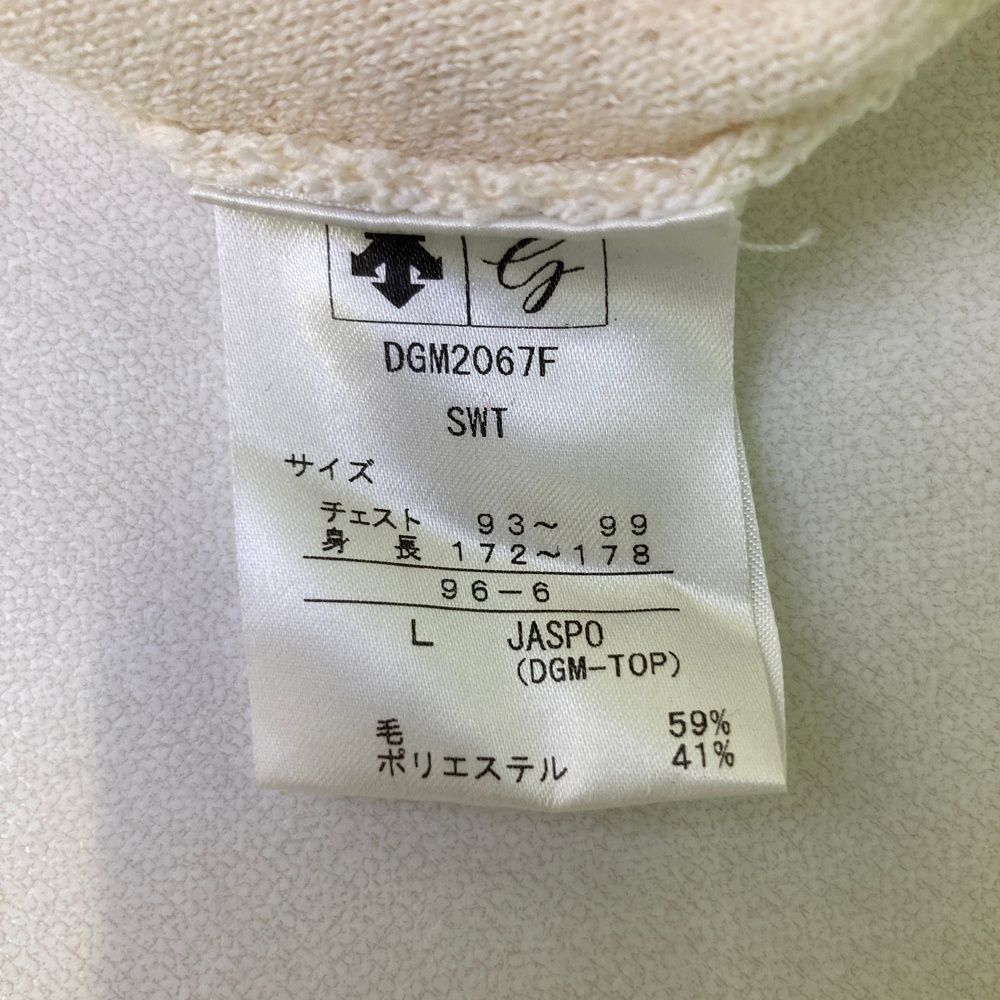 DGM2067F
SWT
サイズ
チェスト 93～ 99
身 長 172～178
96-6
L JASPO
(DGM-TOP)
毛 59%
ポリエステル 41%